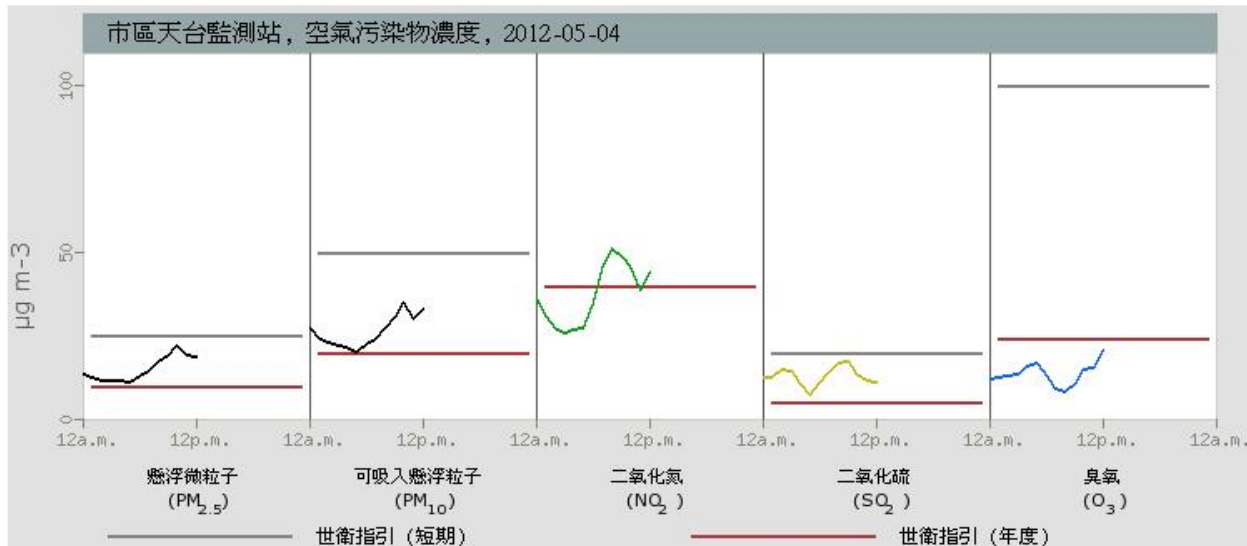 市區天台監測站, 空氣污染物濃度, 2012-05-04
100
50
0
µg m-3
12a.m. 12p.m. 12a.m. 12p.m. 12a.m. 12p.m. 12a.m. 12p.m. 12a.m. 12p.m. 12a.m.
懸浮微粒子 可吸入懸浮粒子 二氧化氮 二氧化硫 臭氧
(PM2.5) (PM10) (NO2) (SO2) (O3)
世衛指引 (短期) 世衛指引 (年度)